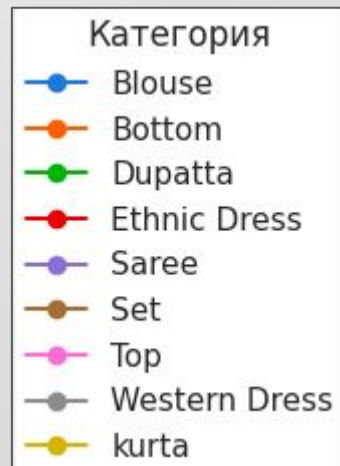 Категория
Blouse
Bottom
Dupatta
Ethnic Dress
Saree
Set
Top
Western Dress
kurta